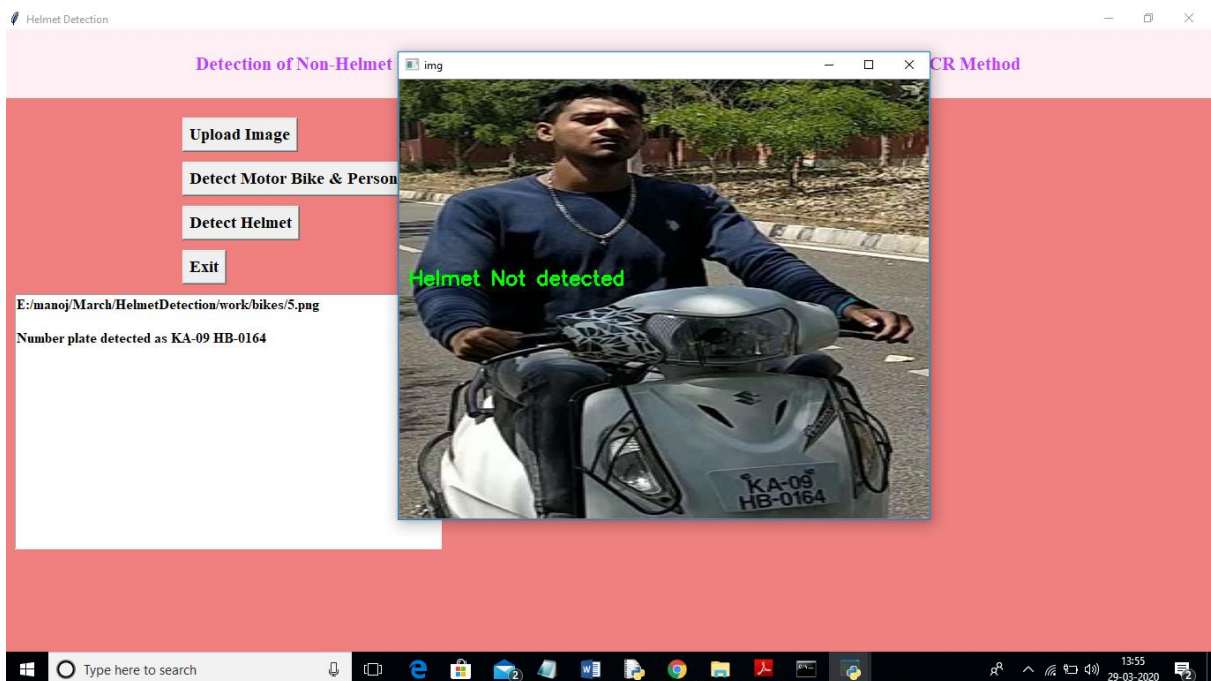 Helmet Detection
Detection of Non-Helmet
CR Method
img
Upload Image
Detect Motor Bike & Person
Detect Helmet
Exit
Helmet Not detected
E:/manoj/March/HelmetDetection/work/bikes/5.png
Number plate detected as KA-09 HB-0164
KA-09
HB-0164
Type here to search
2
13:55
29-03-2020
2